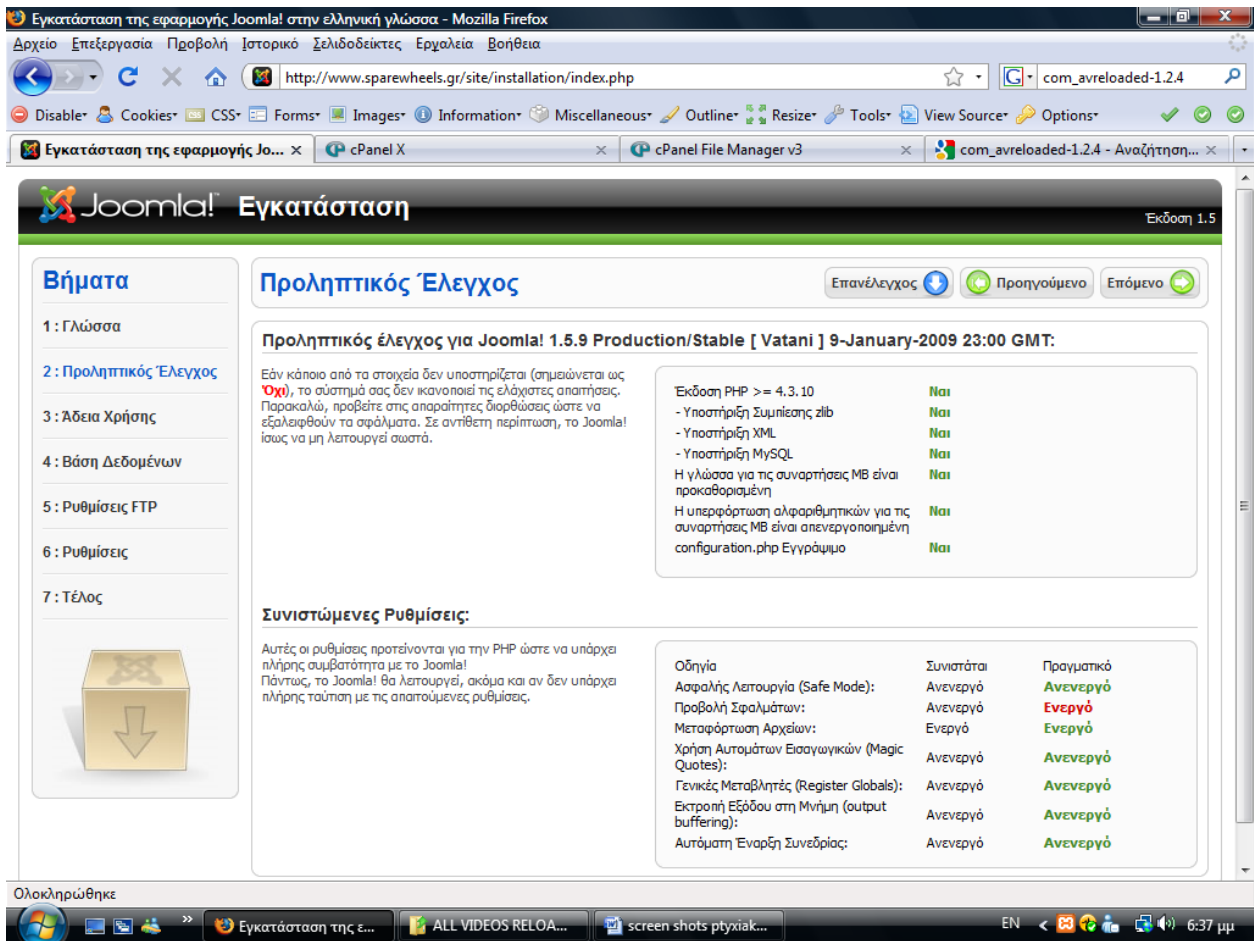 Εγκατάσταση της εφαρμογής Joomla! στην ελληνική γλώσσα - Mozilla Firefox
Αρχείο Επεξεργασία Προβολή Ιστορικό Σελιδοδείκτες Εργαλεία Βοήθεια
http://www.sparewheels.gr/site/installation/index.php
com_avreloaded-1.2.4
Disable Cookies CSS Forms Images Information Miscellaneous Outline Resize Tools View Source Options
Εγκατάσταση της εφαρμογής Jo... cPanel X cPanel File Manager v3 com_avreloaded-1.2.4 - Αναζήτηση...
Joomla! Εγκατάσταση
Έκδοση 1.5
Βήματα
1 : Γλώσσα
2 : Προληπτικός Έλεγχος
3 : Άδεια Χρήσης
4 : Βάση Δεδομένων
5 : Ρυθμίσεις FTP
6 : Ρυθμίσεις
7 : Τέλος
Προληπτικός Έλεγχος
Επανέλεγχος Προηγούμενο Επόμενο
Προληπτικός έλεγχος για Joomla! 1.5.9 Production/Stable [ Vatani ] 9-January-2009 23:00 GMT:
Εάν κάποιο από τα στοιχεία δεν υποστηρίζεται (σημειώνεται ως
Όχι), το σύστημά σας δεν ικανοποιεί τις ελάχιστες απαιτήσεις.
Παρακαλώ, προβείτε στις απαραίτητες διορθώσεις ώστε να
εξαλειφθούν τα σφάλματα. Σε αντίθετη περίπτωση, το Joomla!
ίσως να μη λειτουργεί σωστά.
Έκδοση PHP >= 4.3.10 Ναι
- Υποστήριξη Συμπίεσης zlib Ναι
- Υποστήριξη XML Ναι
- Υποστήριξη MySQL Ναι
Η γλώσσα για τις συναρτήσεις MB είναι Ναι
προκαθορισμένη
Η υπερφόρτωση αλφαριθμητικών για τις Ναι
συναρτήσεις MB είναι απενεργοποιημένη
configuration.php Εγγράψιμο Ναι
Συνιστώμενες Ρυθμίσεις:
Αυτές οι ρυθμίσεις προτείνονται για την PHP ώστε να υπάρχει
πλήρης συμβατότητα με το Joomla!
Πάντως, το Joomla! θα λειτουργεί, ακόμα και αν δεν υπάρχει
πλήρης ταύτιση με τις απαιτούμενες ρυθμίσεις.
Οδηγία Συνιστάται Πραγματικό
Ασφαλής Λειτουργία (Safe Mode): Ανενεργό Ανενεργό
Προβολή Σφαλμάτων: Ανενεργό Ενεργό
Μεταφόρτωση Αρχείων: Ενεργό Ενεργό
Χρήση Αυτομάτων Εισαγωγικών (Magic
Quotes): Ανενεργό Ανενεργό
Γενικές Μεταβλητές (Register Globals): Ανενεργό Ανενεργό
Εκτροπή Εξόδου στη Μνήμη (output
buffering): Ανενεργό Ανενεργό
Αυτόματη Έναρξη Συνεδρίας: Ανενεργό Ανενεργό
Ολοκληρώθηκε
Εγκατάσταση της ε... ALL VIDEOS RELOA... screen shots ptyxiak... EN 6:37 μμ